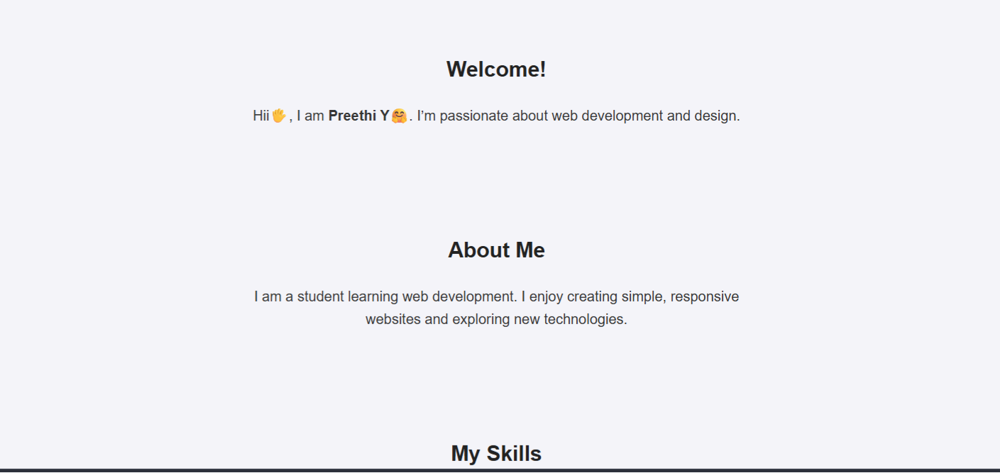 Welcome!
Hii🖐, I am Preethi Y🤗. I’m passionate about web development and design.
About Me
I am a student learning web development. I enjoy creating simple, responsive
websites and exploring new technologies.
My Skills